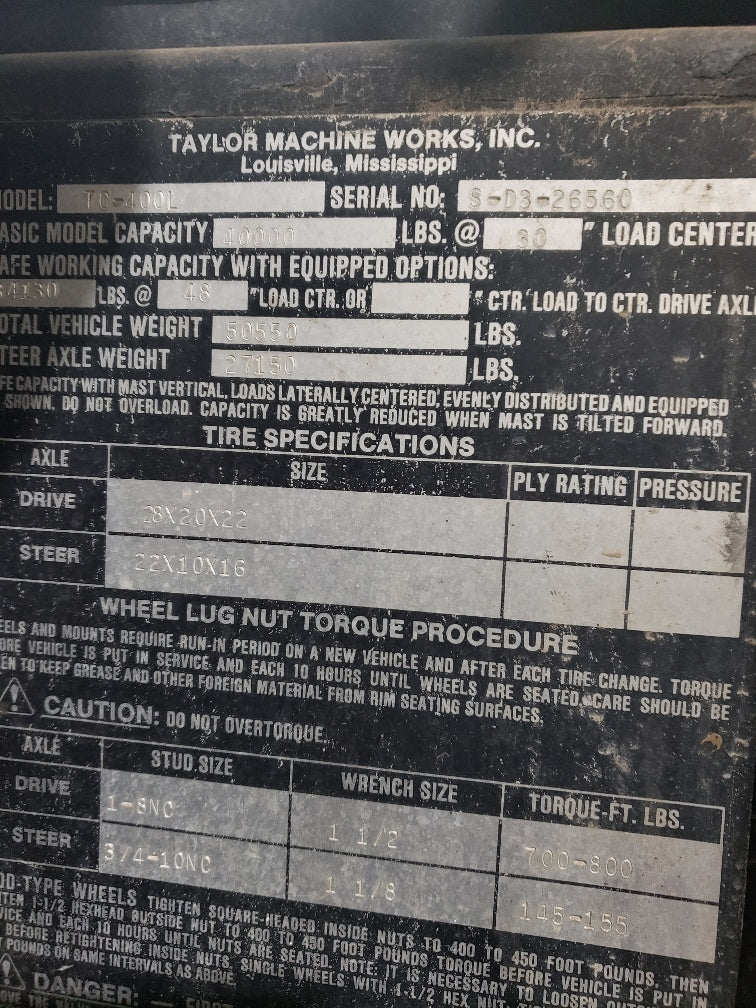 TAYLOR MACHINE WORKS, INC.
Louisville, Mississippi
ODEL: TC-400L SERIAL NO: S-D3-26560
ASIC MODEL CAPACITY 40000 LBS. @ 30 " LOAD CENTER
AFE WORKING CAPACITY WITH EQUIPPED OPTIONS:
34130 LBS. @ 48 "LOAD CTR. OR " CTR. LOAD TO CTR. DRIVE AXL
OTAL VEHICLE WEIGHT 50550 LBS.
TEER AXLE WEIGHT 27150 LBS.
FE CAPACITY WITH MAST VERTICAL, LOADS LATERALLY CENTERED, EVENLY DISTRIBUTED AND EQUIPPED
SHOWN. DO NOT OVERLOAD. CAPACITY IS GREATLY REDUCED WHEN MAST IS TILTED FORWARD.
TIRE SPECIFICATIONS
AXLE SIZE PLY RATING PRESSURE
DRIVE 28X20X22
STEER 22X10X16
WHEEL LUG NUT TORQUE PROCEDURE
EELS AND MOUNTS REQUIRE RUN-IN PERIOD ON A NEW VEHICLE AND AFTER EACH TIRE CHANGE. TORQUE
ORE VEHICLE IS PUT IN SERVICE AND EACH 10 HOURS UNTIL WHEELS ARE SEATED. CARE SHOULD BE
EN TO KEEP GREASE AND OTHER FOREIGN MATERIAL FROM RIM SEATING SURFACES.
CAUTION: DO NOT OVERTORQUE.
AXLE STUD SIZE WRENCH SIZE TORQUE-FT. LBS.
DRIVE 1-8NC 1 1/2 700-800
STEER 3/4-10NC 1 1/8 145-155
OD-TYPE WHEELS TIGHTEN SQUARE-HEADED INSIDE NUTS TO 400 TO 450 FOOT POUNDS, THEN
TEN 1-1/2 HEXHEAD OUTSIDE NUT TO 400 TO 450 FOOT POUNDS TORQUE BEFORE VEHICLE IS PUT IN
VICE AND EACH 10 HOURS UNTIL NUTS ARE SEATED. NOTE: IT IS NECESSARY TO LOOSEN
BEFORE RETIGHTENING INSIDE NUTS. SINGLE WHEELS WITH 1-1/2 HEX NUT
POUNDS ON SAME INTERVALS AS ABOVE.
DANGER: